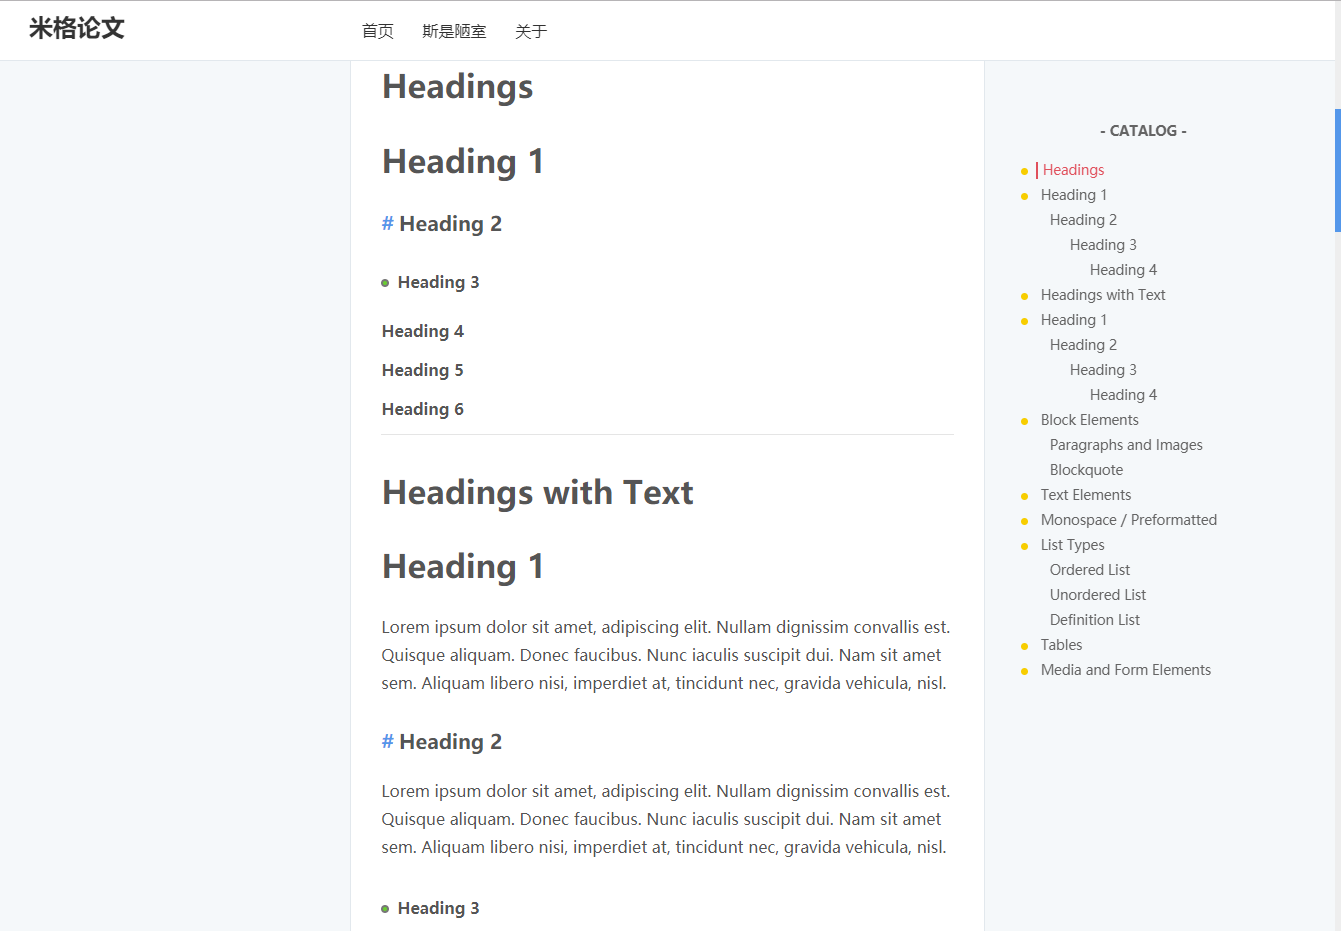 米格论文
首页 斯是陋室 关于
Headings
Heading 1
# Heading 2
Heading 3
Heading 4
Heading 5
Heading 6
Headings with Text
Heading 1
Lorem ipsum dolor sit amet, adipiscing elit. Nullam dignissim convallis est.
Quisque aliquam. Donec faucibus. Nunc iaculis suscipit dui. Nam sit amet
sem. Aliquam libero nisi, imperdiet at, tincidunt nec, gravida vehicula, nisl.
# Heading 2
Lorem ipsum dolor sit amet, adipiscing elit. Nullam dignissim convallis est.
Quisque aliquam. Donec faucibus. Nunc iaculis suscipit dui. Nam sit amet
sem. Aliquam libero nisi, imperdiet at, tincidunt nec, gravida vehicula, nisl.
Heading 3
- CATALOG -
Headings
Heading 1
Heading 2
Heading 3
Heading 4
Headings with Text
Heading 1
Heading 2
Heading 3
Heading 4
Block Elements
Paragraphs and Images
Blockquote
Text Elements
Monospace / Preformatted
List Types
Ordered List
Unordered List
Definition List
Tables
Media and Form Elements